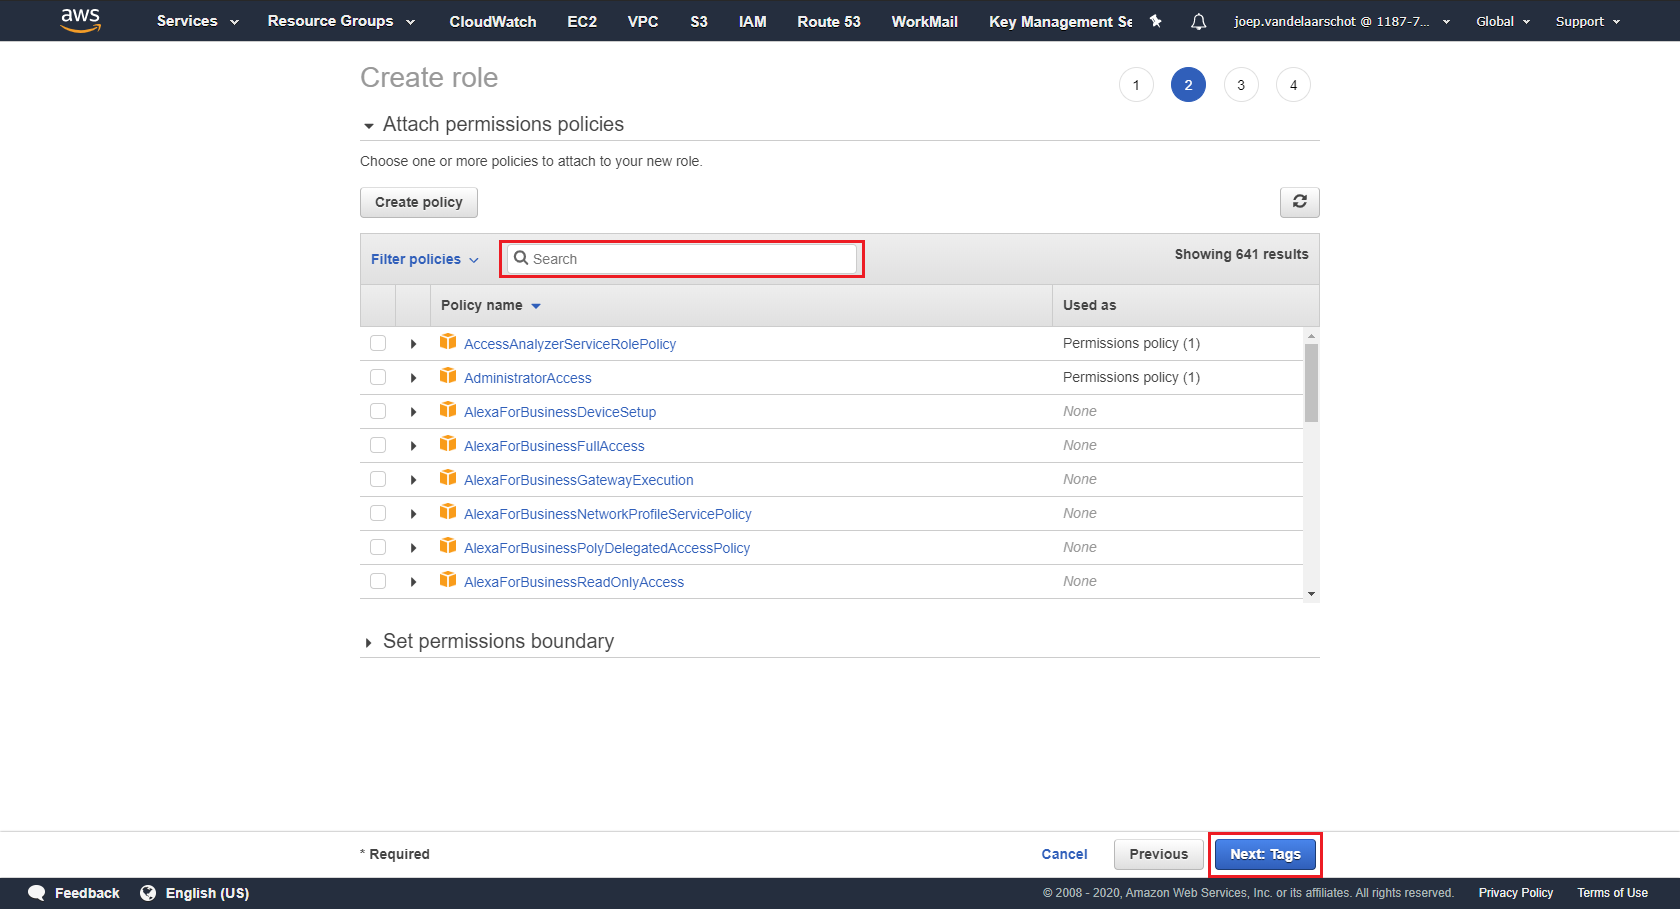 aws Services Resource Groups CloudWatch EC2 VPC S3 IAM Route 53 WorkMail Key Management Se joep.vandelaarschot @ 1187-7... Global Support
Create role
1 2 3 4
Attach permissions policies
Choose one or more policies to attach to your new role.
Create policy
Filter policies Search Showing 641 results
Policy name Used as
AccessAnalyzerServiceRolePolicy Permissions policy (1)
AdministratorAccess Permissions policy (1)
AlexaForBusinessDeviceSetup None
AlexaForBusinessFullAccess None
AlexaForBusinessGatewayExecution None
AlexaForBusinessNetworkProfileServicePolicy None
AlexaForBusinessPolyDelegatedAccessPolicy None
AlexaForBusinessReadOnlyAccess None
Set permissions boundary
* Required Cancel Previous Next: Tags
Feedback English (US) © 2008 - 2020, Amazon Web Services, Inc. or its affiliates. All rights reserved. Privacy Policy Terms of Use